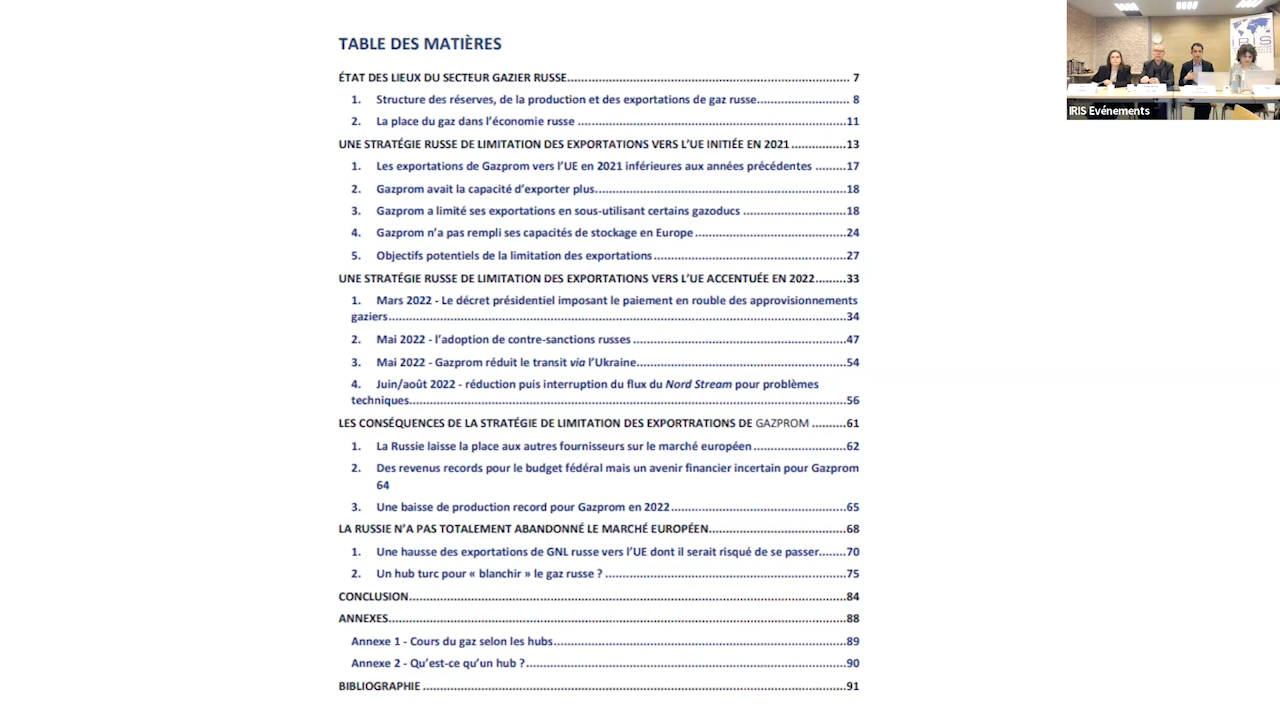 TABLE DES MATIÈRES
ÉTAT DES LIEUX DU SECTEUR GAZIER RUSSE.................................................................................... 7
1. Structure des réserves, de la production et des exportations de gaz russe........................... 8
2. La place du gaz dans l’économie russe ................................................................................11
UNE STRATÉGIE RUSSE DE LIMITATION DES EXPORTATIONS VERS L’UE INITIÉE EN 2021................13
1. Les exportations de Gazprom vers l’UE en 2021 inférieures aux années précédentes .........17
2. Gazprom avait la capacité d’exporter plus...........................................................................18
3. Gazprom a limité ses exportations en sous-utilisant certains gazoducs ...............................18
4. Gazprom n’a pas rempli ses capacités de stockage en Europe .............................................24
5. Objectifs potentiels de la limitation des exportations..........................................................27
UNE STRATÉGIE RUSSE DE LIMITATION DES EXPORTATIONS VERS L’UE ACCENTUÉE EN 2022.........33
1. Mars 2022 - Le décret présidentiel imposant le paiement en rouble des approvisionnements
gaziers........................................................................................................................................34
2. Mai 2022 - l’adoption de contre-sanctions russes ................................................................47
3. Mai 2022 - Gazprom réduit le transit via l’Ukraine...............................................................54
4. Juin/août 2022 - réduction puis interruption du flux du Nord Stream pour problèmes
techniques..................................................................................................................................56
LES CONSÉQUENCES DE LA STRATÉGIE DE LIMITATION DES EXPORTRATIONS DE GAZPROM ..........61
1. La Russie laisse la place aux autres fournisseurs sur le marché européen ............................62
2. Des revenus records pour le budget fédéral mais un avenir financier incertain pour Gazprom
64
3. Une baisse de production record pour Gazprom en 2022....................................................65
LA RUSSIE N’A PAS TOTALEMENT ABANDONNÉ LE MARCHÉ EUROPÉEN.........................................68
1. Une hausse des exportations de GNL russe vers l’UE dont il serait risqué de se passer........70
2. Un hub turc pour « blanchir » le gaz russe ? ........................................................................75
CONCLUSION..................................................................................................................................84
ANNEXES........................................................................................................................................88
Annexe 1 - Cours du gaz selon les hubs.......................................................................................89
Annexe 2 - Qu’est-ce qu’un hub ?................................................................................................90
BIBLIOGRAPHIE ..............................................................................................................................91
IRIS
IRIS Evénements